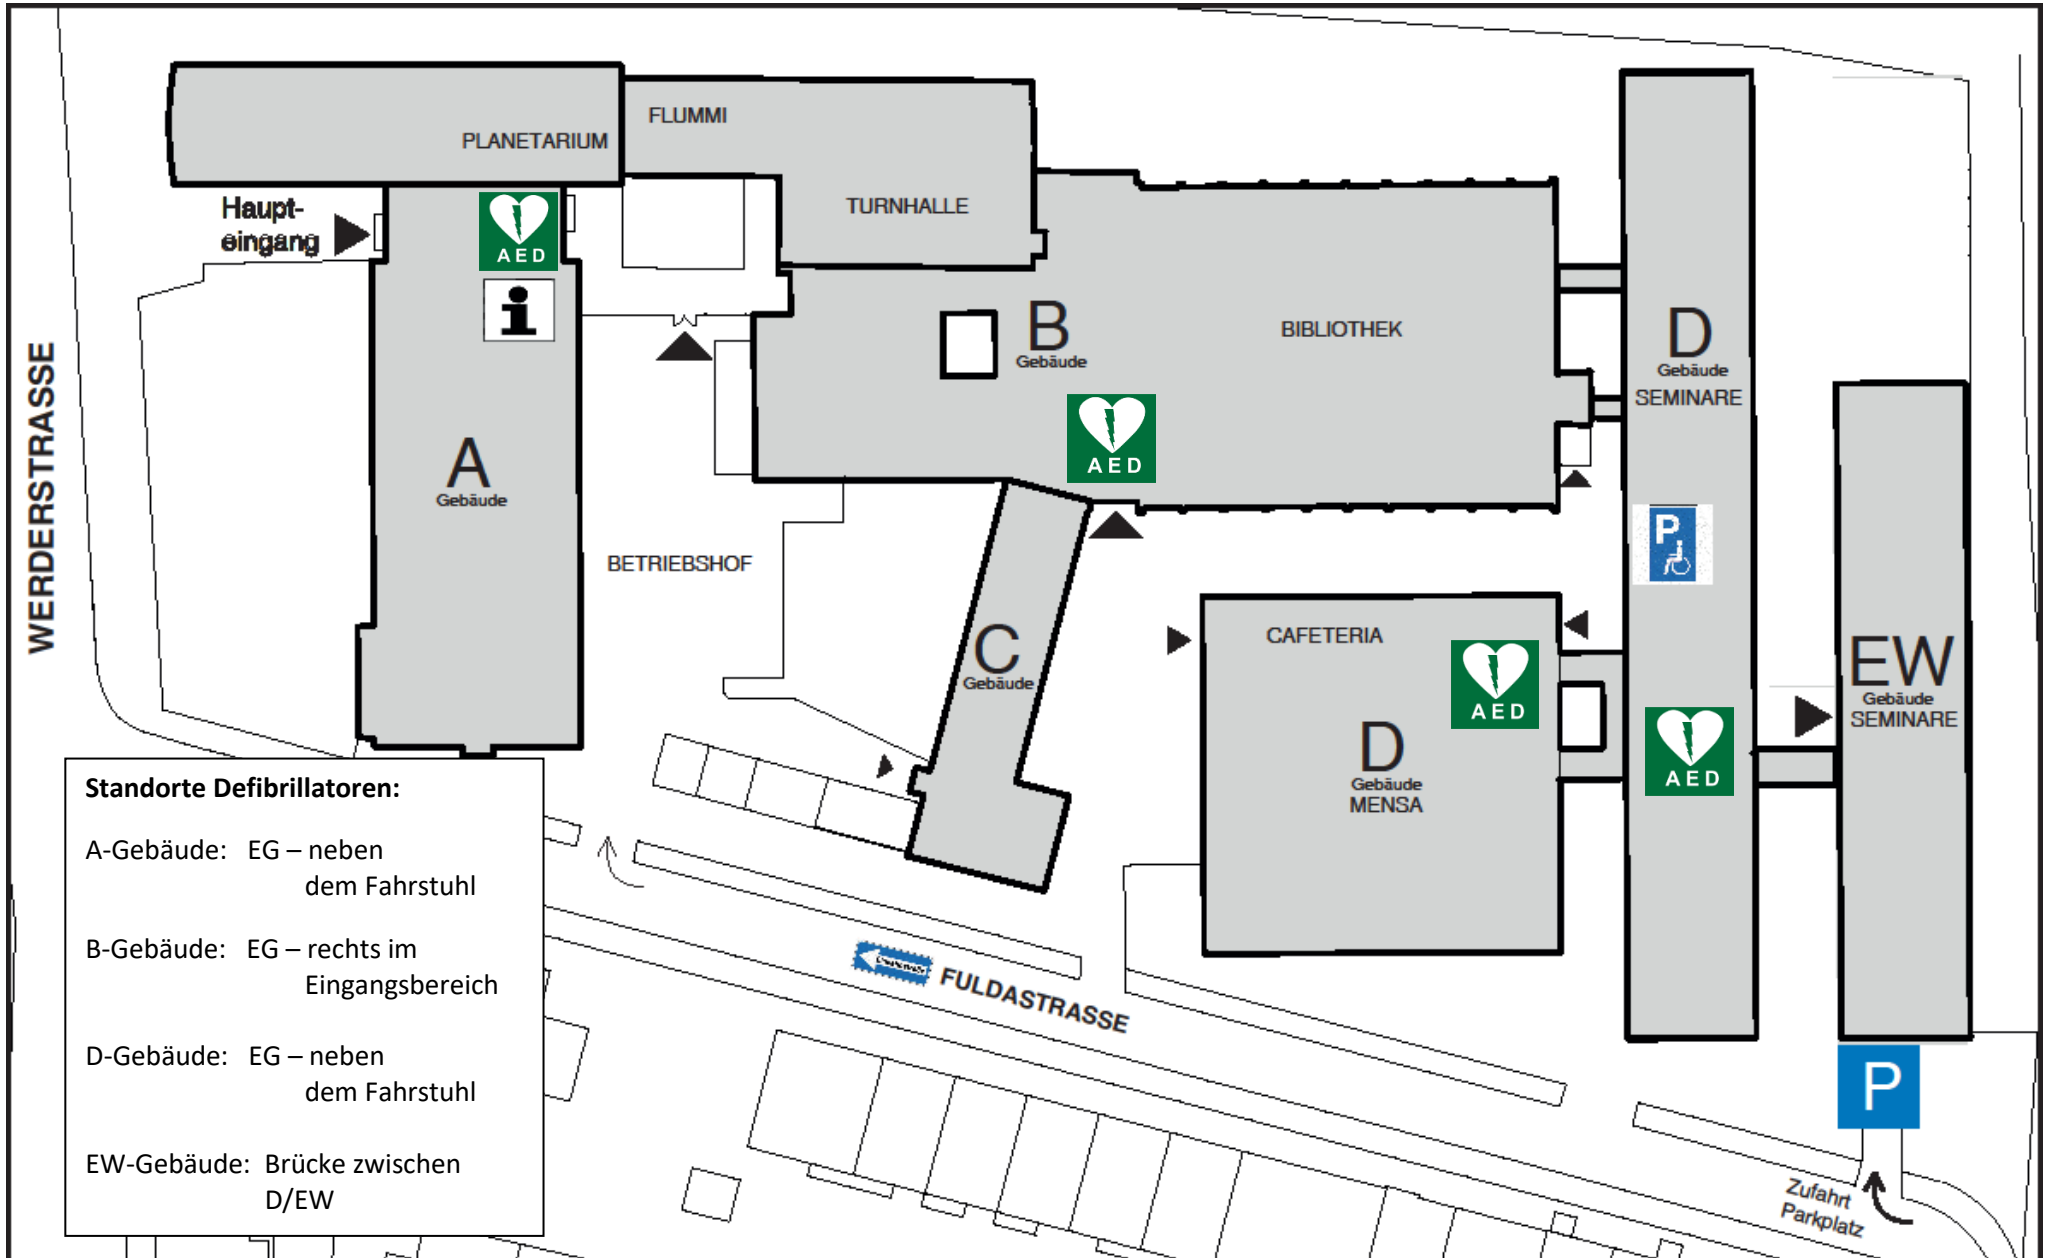 FLUMMI
PLANETARIUM
TURNHALLE
Haupt-
eingang
AED
i
B
Gebäude
BIBLIOTHEK
D
Gebäude
SEMINARE
WERDERSTRASSE
A
Gebäude
AED
P
BETRIEBSHOF
C
Gebäude
CAFETERIA
AED
D
Gebäude
MENSA
AED
EW
Gebäude
SEMINARE
Standorte Defibrillatoren:
A-Gebäude: EG – neben
dem Fahrstuhl
B-Gebäude: EG – rechts im
Eingangsbereich
D-Gebäude: EG – neben
dem Fahrstuhl
EW-Gebäude: Brücke zwischen
D/EW
FULDASTRASSE
P
Zufahrt
Parkplatz